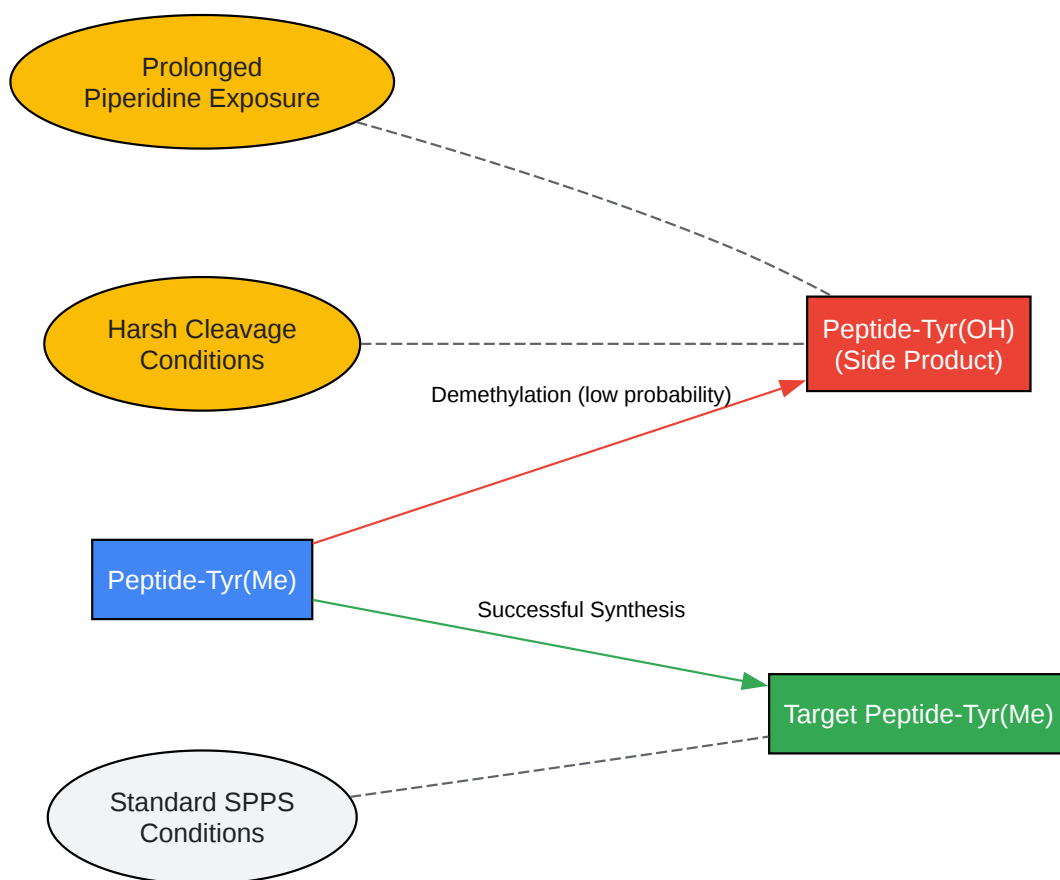 Prolonged
Piperidine Exposure
Harsh Cleavage
Conditions
Peptide-Tyr(OH)
(Side Product)
Demethylation (low probability)
Peptide-Tyr(Me)
Successful Synthesis
Target Peptide-Tyr(Me)
Standard SPPS
Conditions